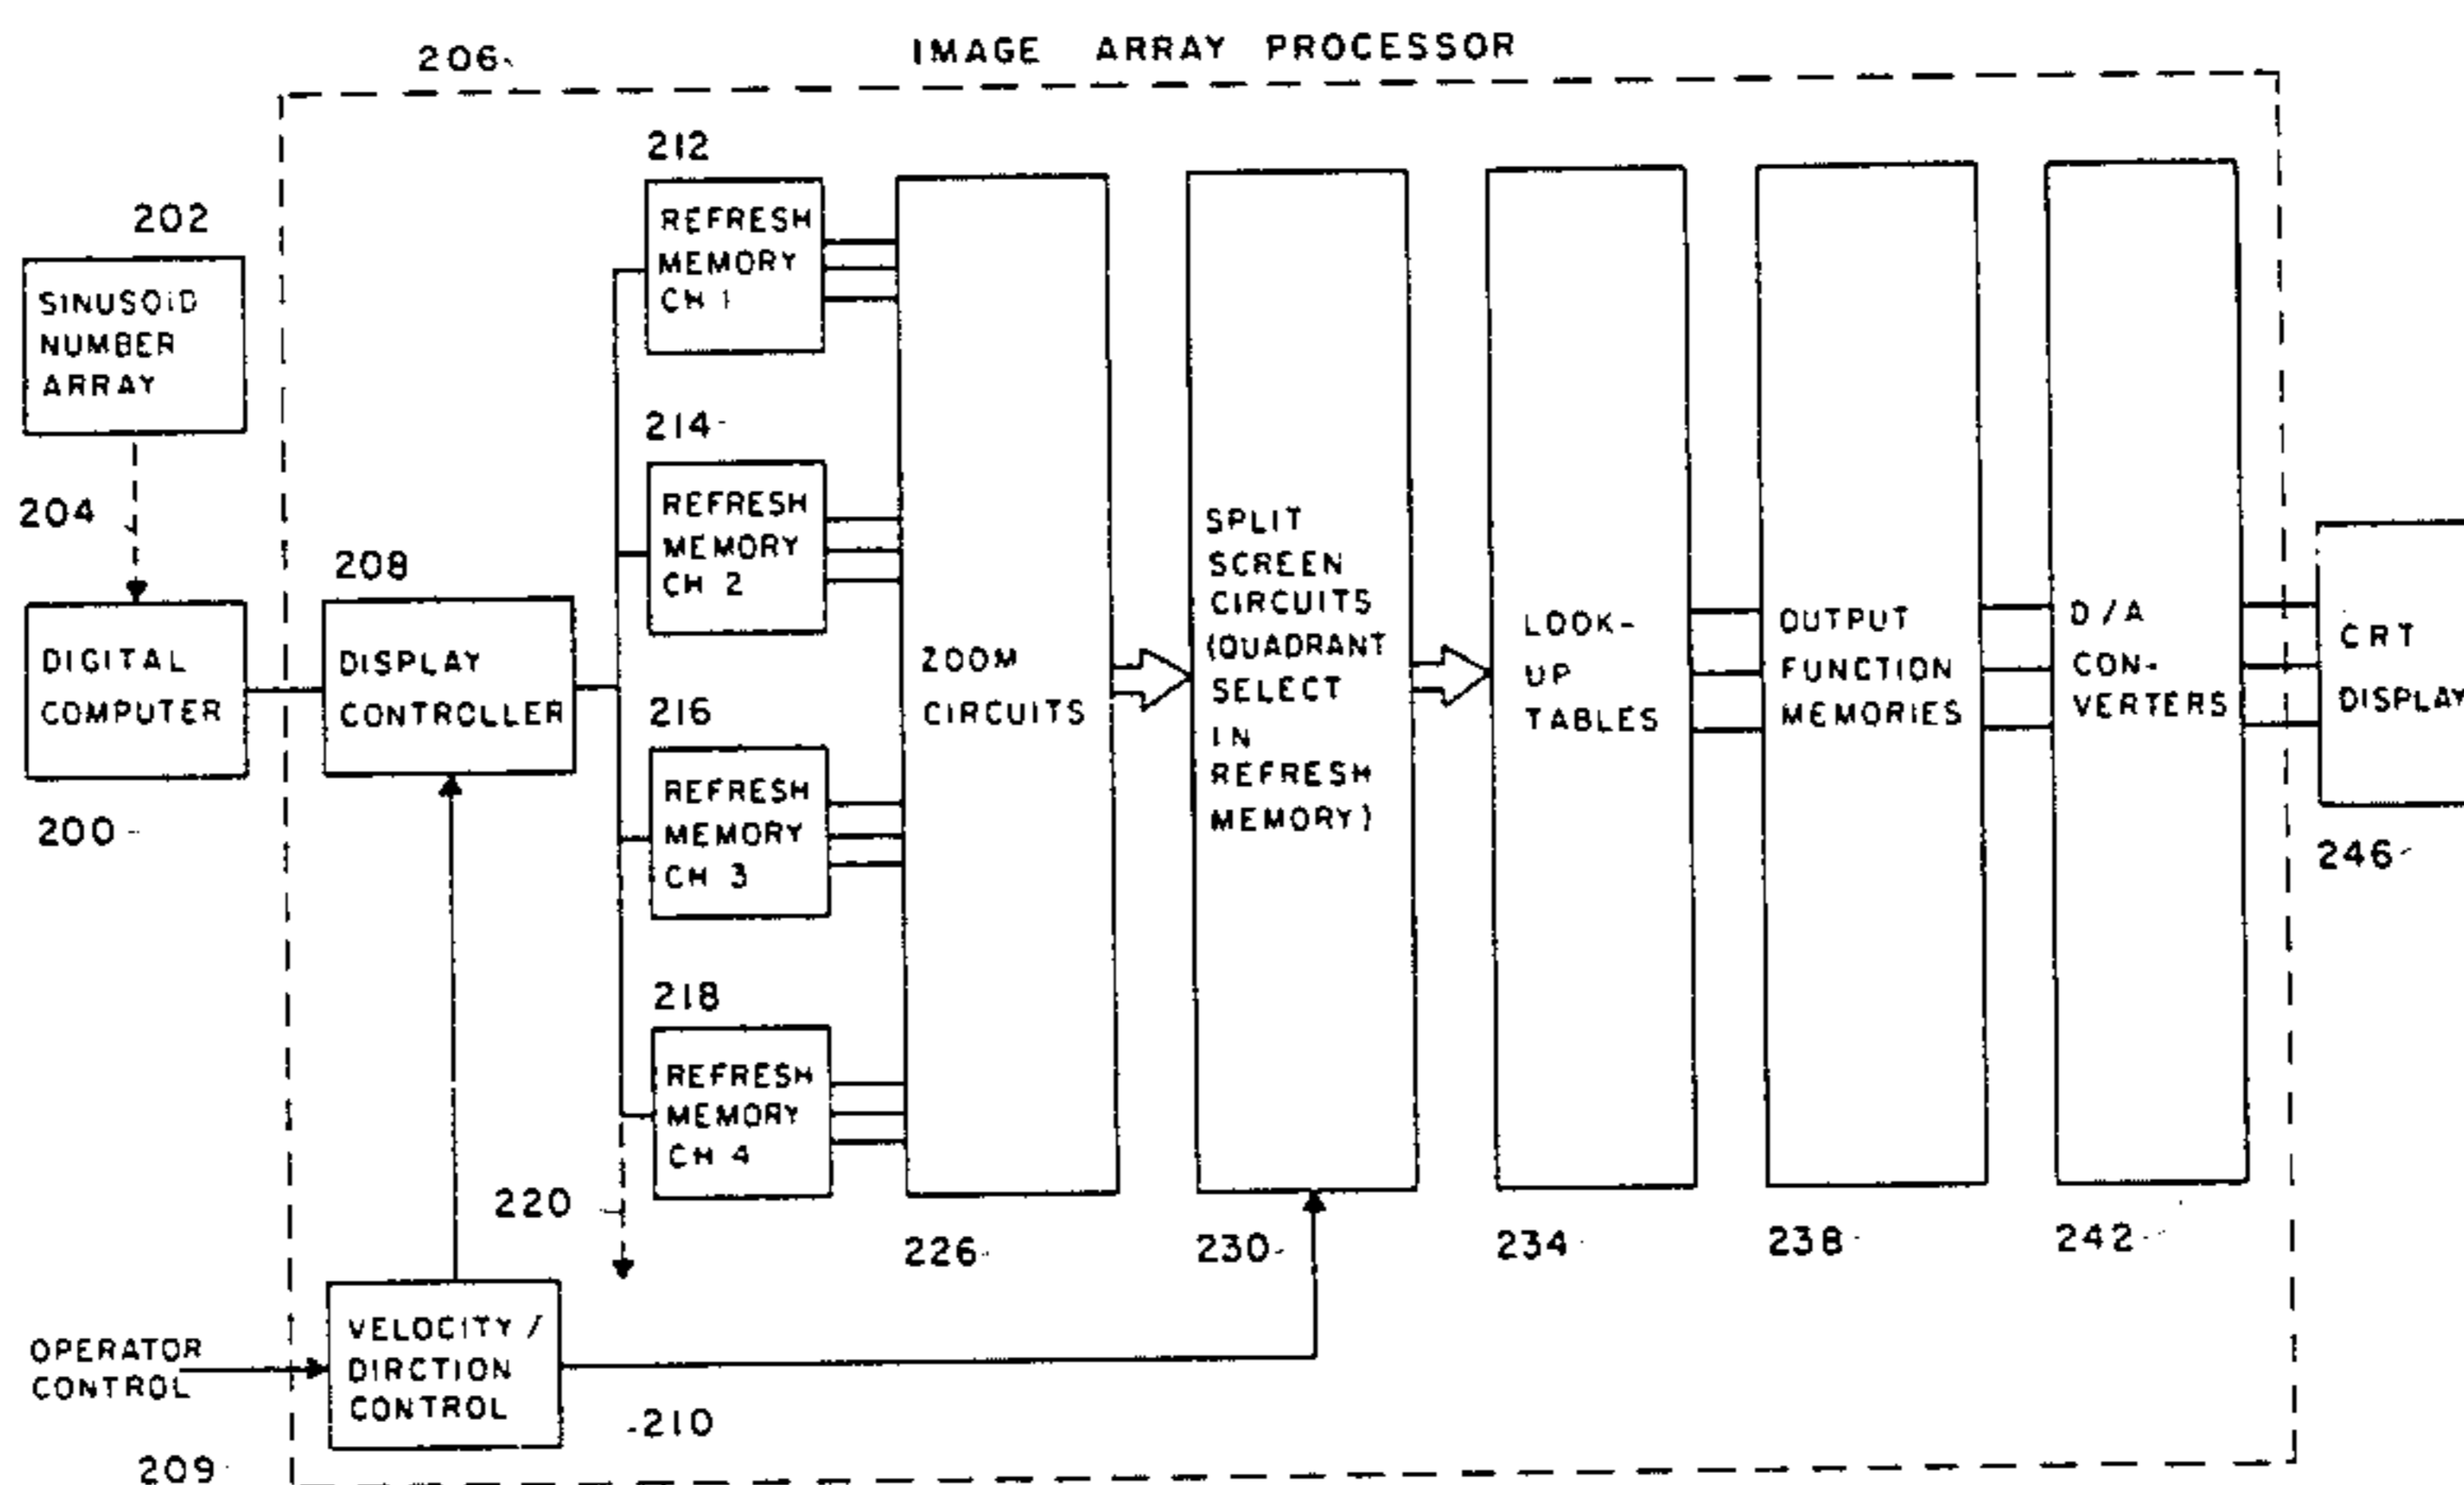 IMAGE ARRAY PROCESSOR
206
202
SINUSOID
NUMBER
ARRAY
204
DIGITAL
COMPUTER
200
208
DISPLAY
CONTROLLER
212
REFRESH
MEMORY
CH 1
214
REFRESH
MEMORY
CH 2
216
REFRESH
MEMORY
CH 3
218
REFRESH
MEMORY
CH 4
220
ZOOM
CIRCUITS
226
SPLIT
SCREEN
CIRCUITS
(QUADRANT
SELECT
IN
REFRESH
MEMORY)
230
LOOK-
UP
TABLES
234
OUTPUT
FUNCTION
MEMORIES
238
D/A
CON-
VERTERS
242
CRT
DISPLAY
246
OPERATOR
CONTROL
209
VELOCITY/
DIRCTION
CONTROL
210